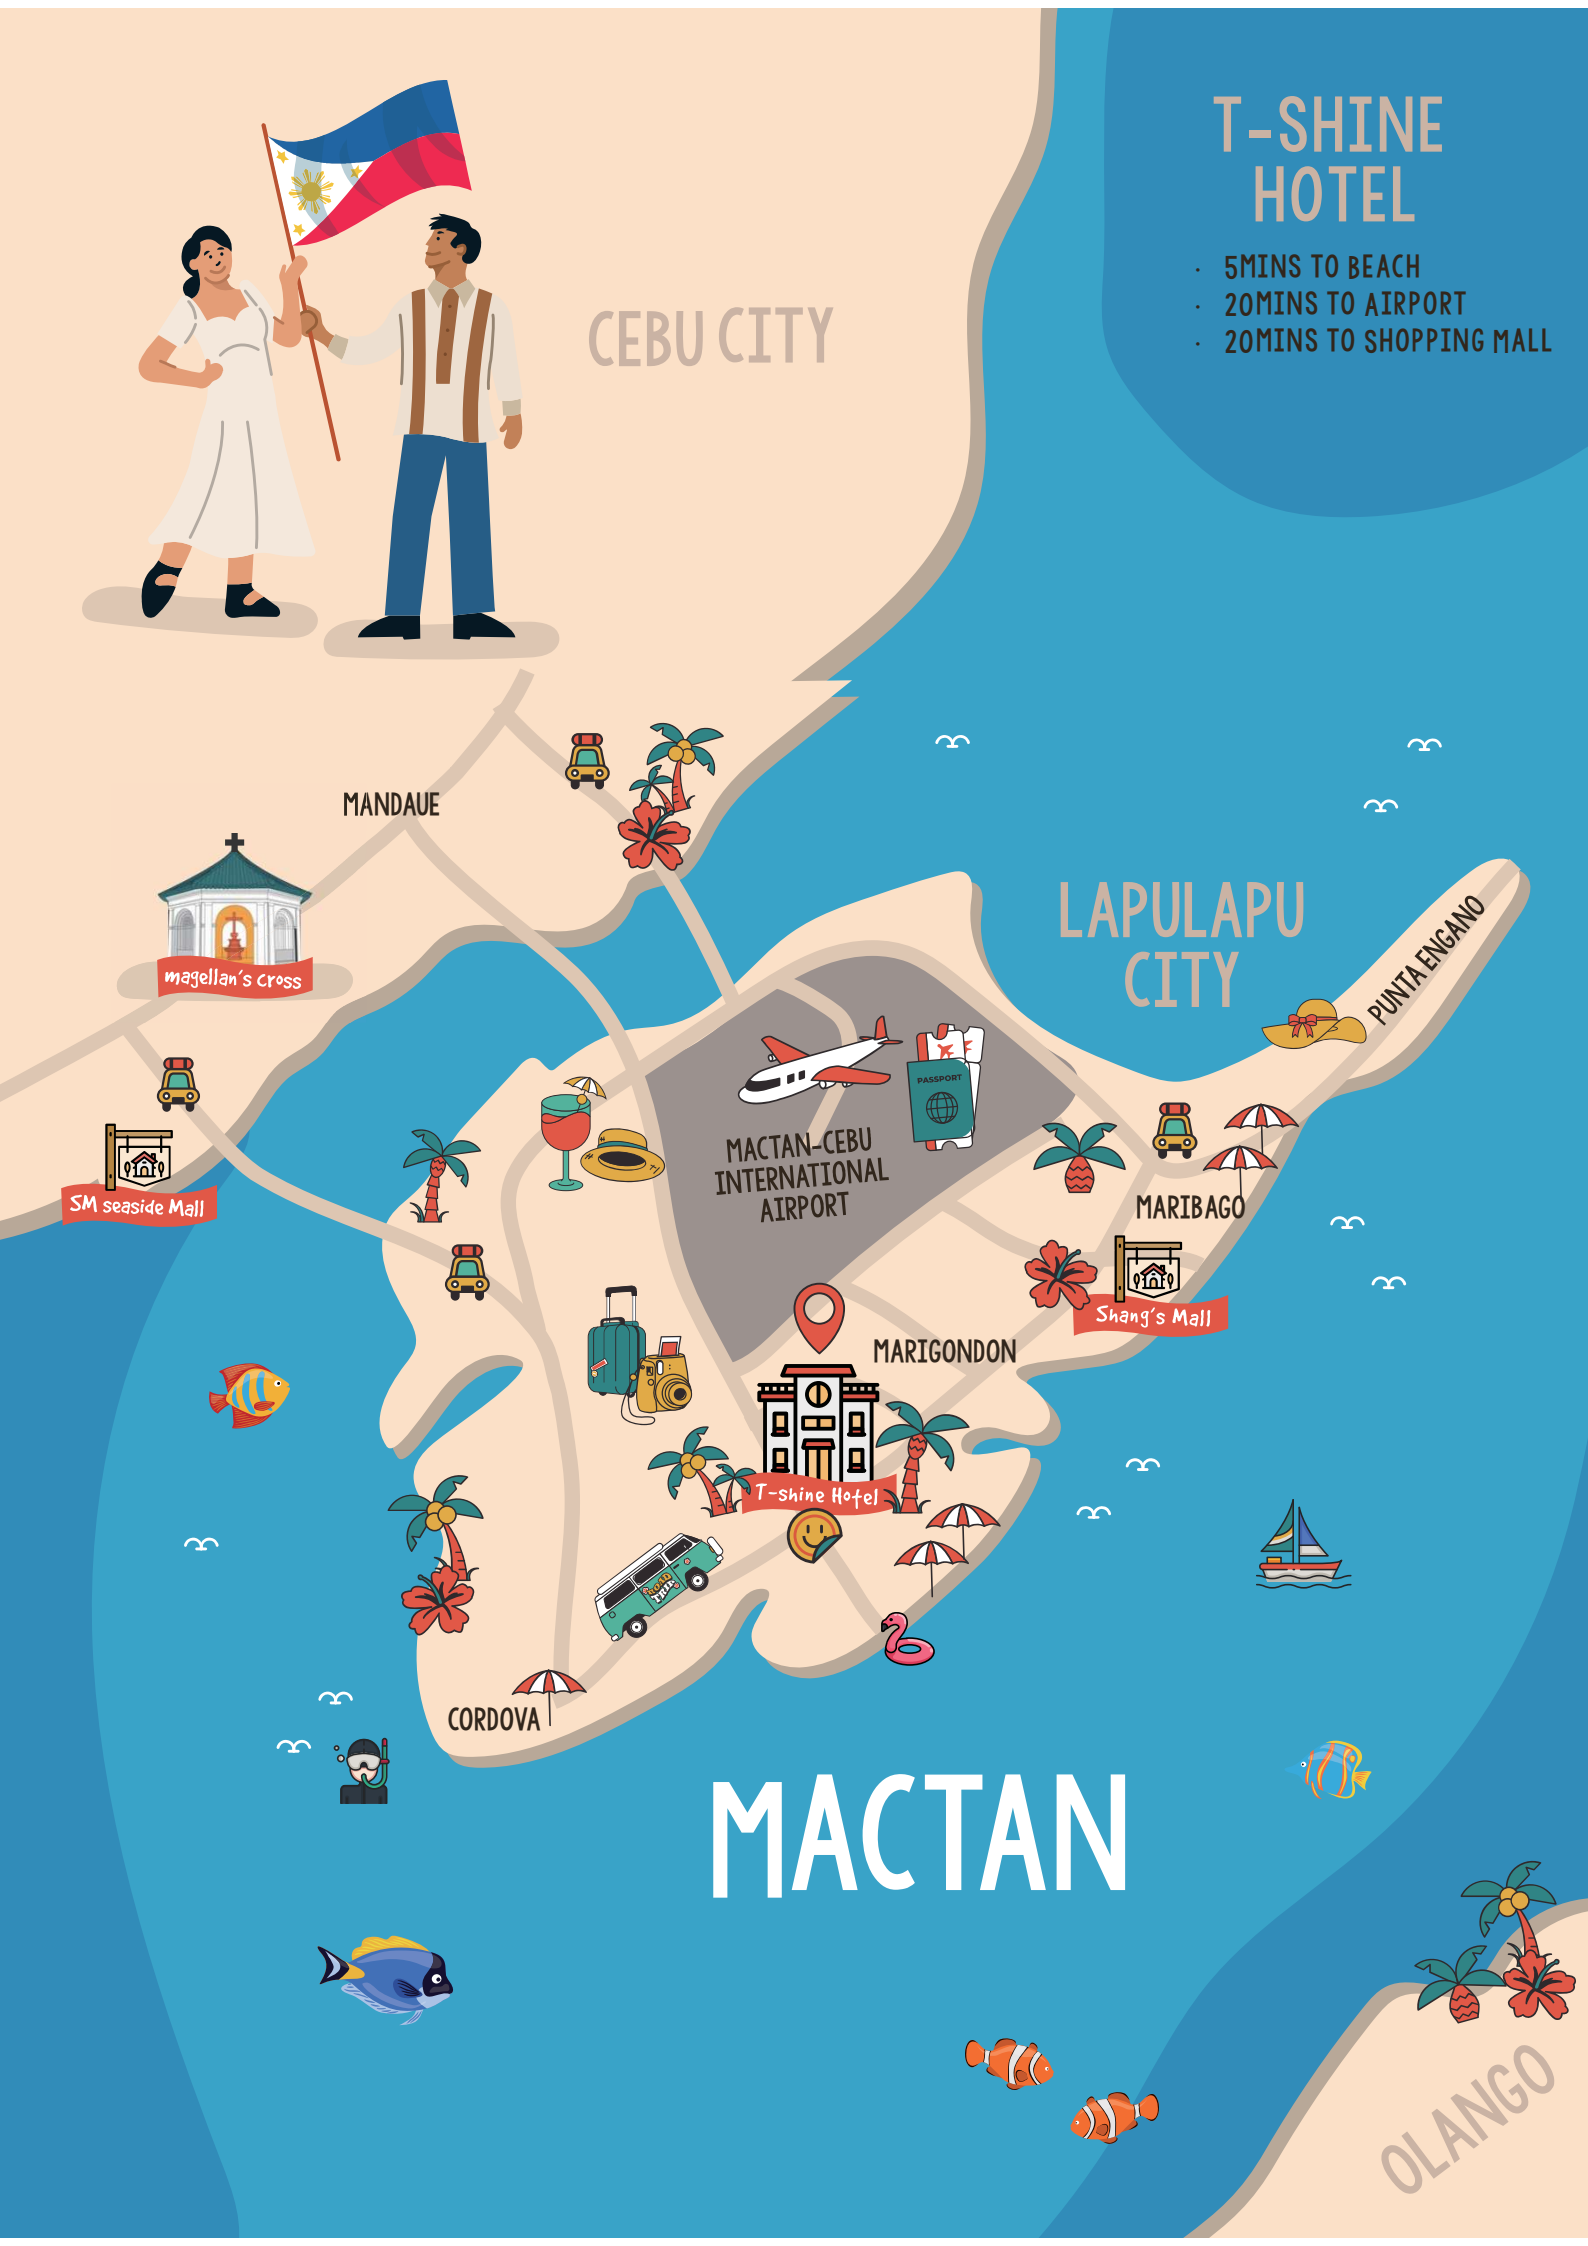 T-SHINE
HOTEL
· 5MINS TO BEACH
· 20MINS TO AIRPORT
· 20MINS TO SHOPPING MALL
CEBU CITY
MANDAUE
magellan's Cross
LAPULAPU
CITY
PUNTA ENGANO
PASSPORT
MACTAN-CEBU
INTERNATIONAL
AIRPORT
SM seaside Mall
MARIBAGO
Shang's Mall
MARIGONDON
T-shine Hotel
ROAD
TRIP
CORDOVA
MACTAN
OLANGO